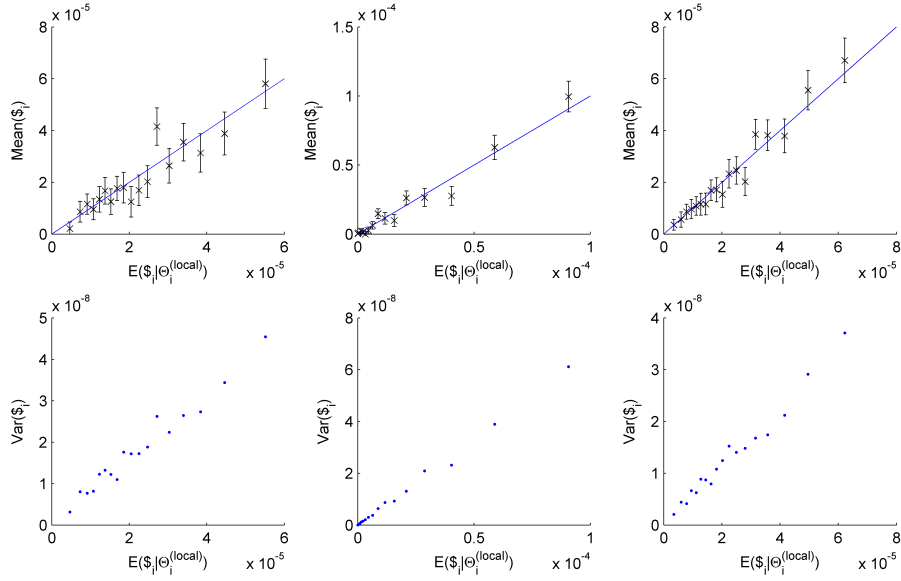 x 10^-5
8
6
4
2
0
Mean($_i)
0 2 4 6
x 10^-5
E($_i|Θ_i^(local))
x 10^-4
1.5
1
0.5
0
Mean($_i)
0 0.5 1
x 10^-4
E($_i|Θ_i^(local))
x 10^-5
8
6
4
2
0
Mean($_i)
0 2 4 6 8
x 10^-5
E($_i|Θ_i^(local))
x 10^-8
5
4
3
2
1
0
Var($_i)
0 2 4 6
x 10^-5
E($_i|Θ_i^(local))
x 10^-8
8
6
4
2
0
Var($_i)
0 0.5 1
x 10^-4
E($_i|Θ_i^(local))
x 10^-8
4
3
2
1
0
Var($_i)
0 2 4 6 8
x 10^-5
E($_i|Θ_i^(local))